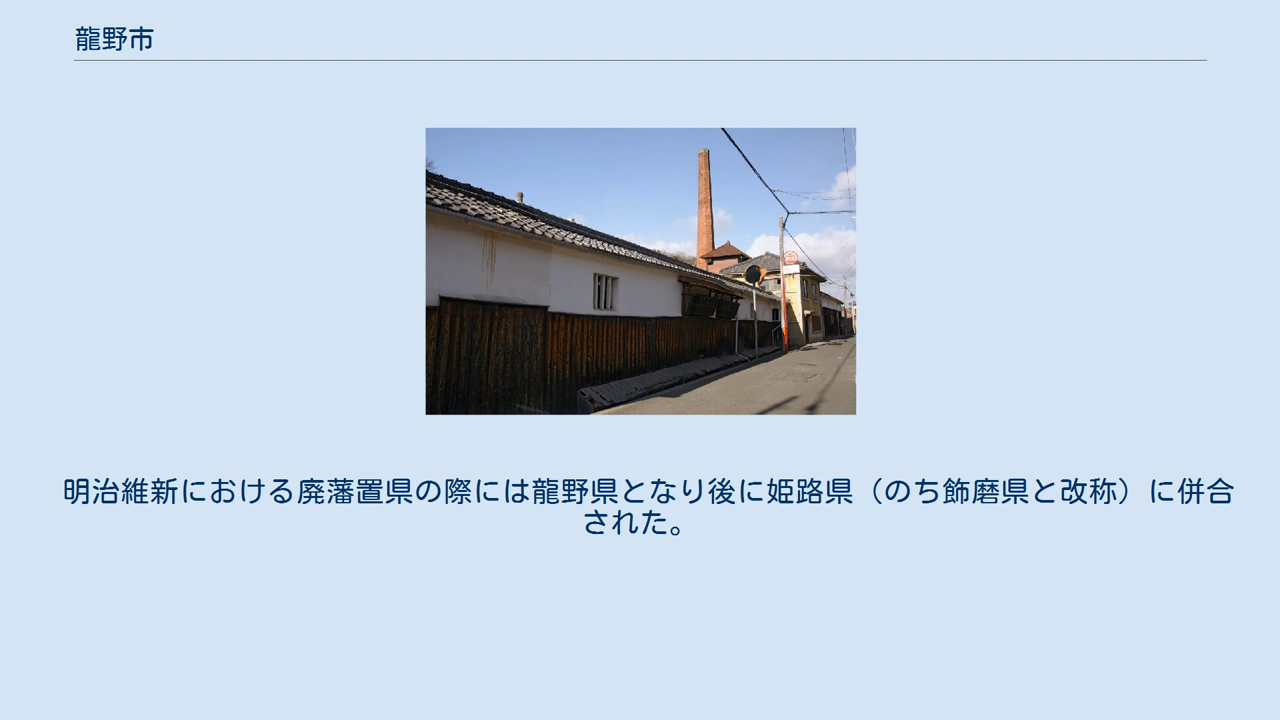 龍野市
明治維新における廃藩置県の際には龍野県となり後に姫路県（のち飾磨県と改称）に併合
された。